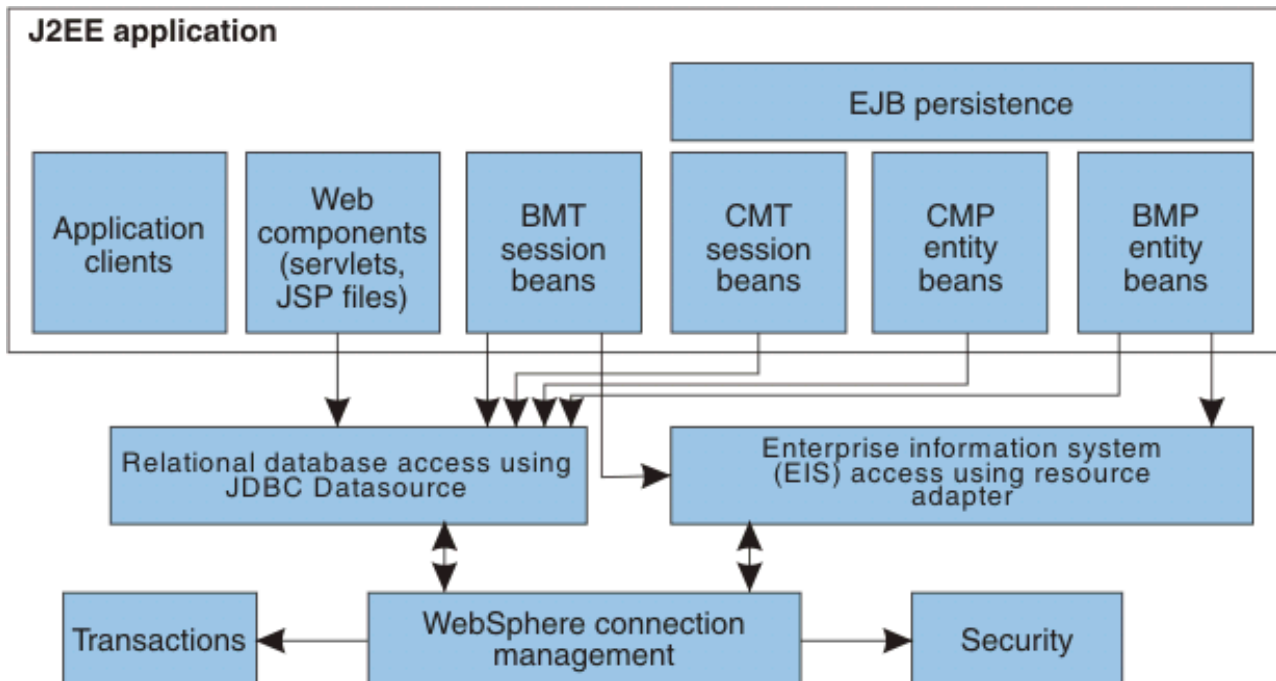 J2EE application
EJB persistence
Application
clients
Web
components
(servlets,
JSP files)
BMT
session
beans
CMT
session
beans
CMP
entity
beans
BMP
entity
beans
Relational database access using
JDBC Datasource
Enterprise information system
(EIS) access using resource
adapter
Transactions
WebSphere connection
management
Security